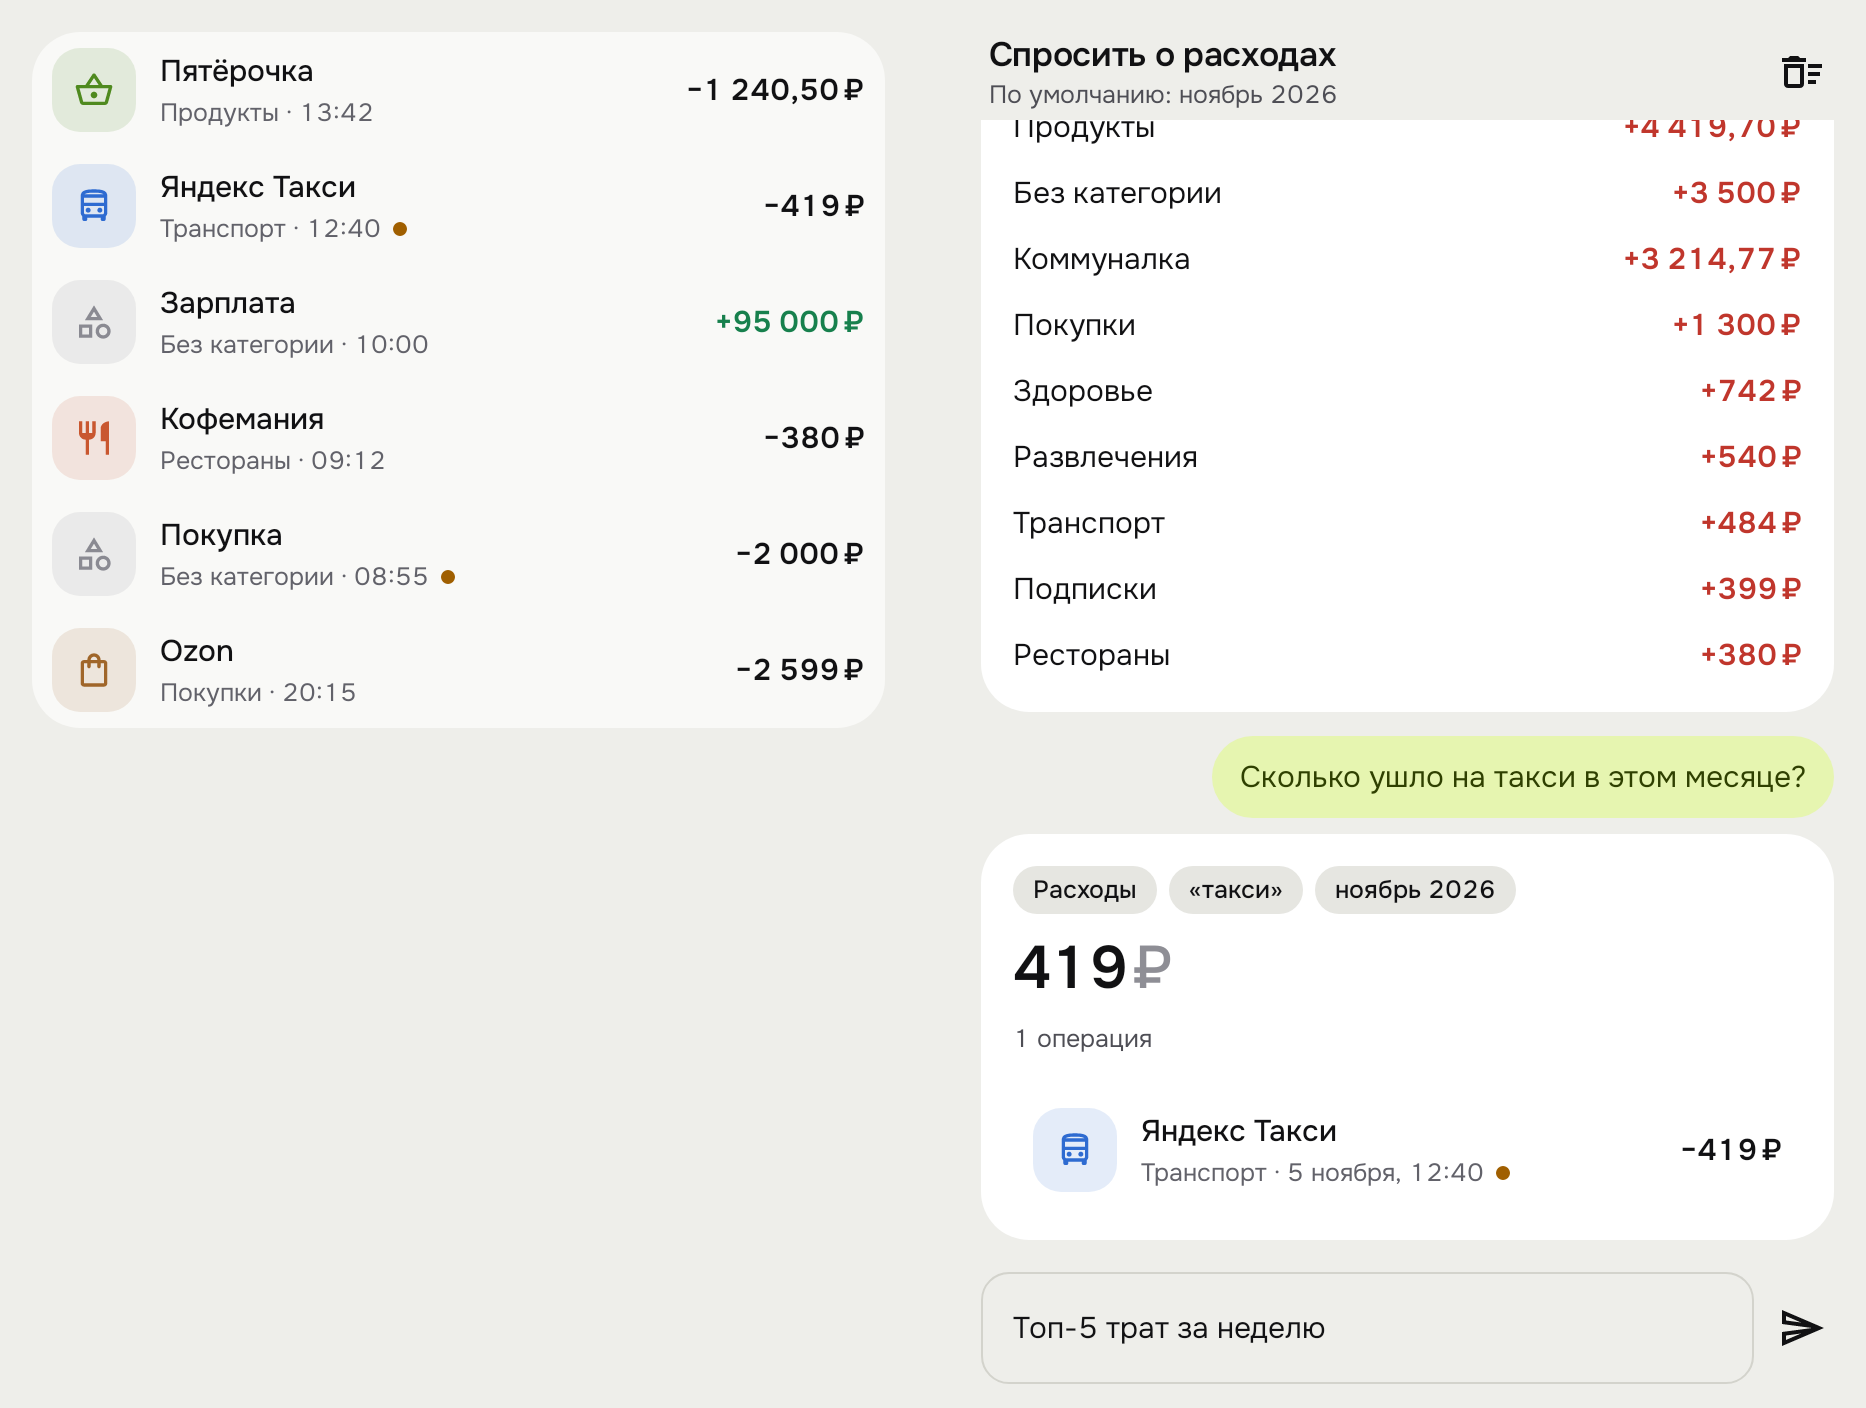 Пятёрочка
Продукты · 13:42
−1 240,50 ₽
Яндекс Такси
Транспорт · 12:40
−419 ₽
Зарплата
Без категории · 10:00
+95 000 ₽
Кофемания
Рестораны · 09:12
−380 ₽
Покупка
Без категории · 08:55
−2 000 ₽
Ozon
Покупки · 20:15
−2 599 ₽
Спросить о расходах
По умолчанию: ноябрь 2026
Продукты +4 419,70 ₽
Без категории +3 500 ₽
Коммуналка +3 214,77 ₽
Покупки +1 300 ₽
Здоровье +742 ₽
Развлечения +540 ₽
Транспорт +484 ₽
Подписки +399 ₽
Рестораны +380 ₽
Сколько ушло на такси в этом месяце?
Расходы «такси» ноябрь 2026
419 ₽
1 операция
Яндекс Такси
Транспорт · 5 ноября, 12:40
−419 ₽
Топ-5 трат за неделю